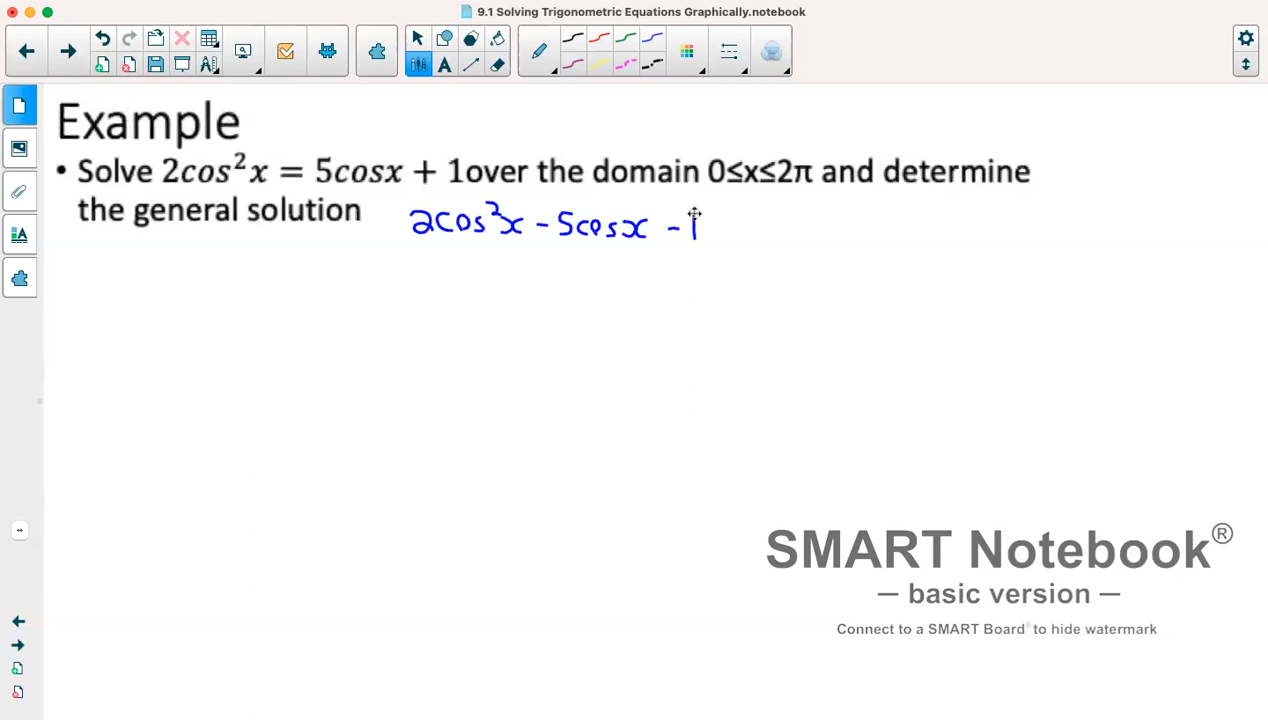 9.1 Solving Trigonometric Equations Graphically.notebook
Example
• Solve 2cos²x = 5cosx + 1over the domain 0≤x≤2π and determine
the general solution
2cos²x - 5cosx - 1
SMART Notebook®
— basic version —
Connect to a SMART Board® to hide watermark